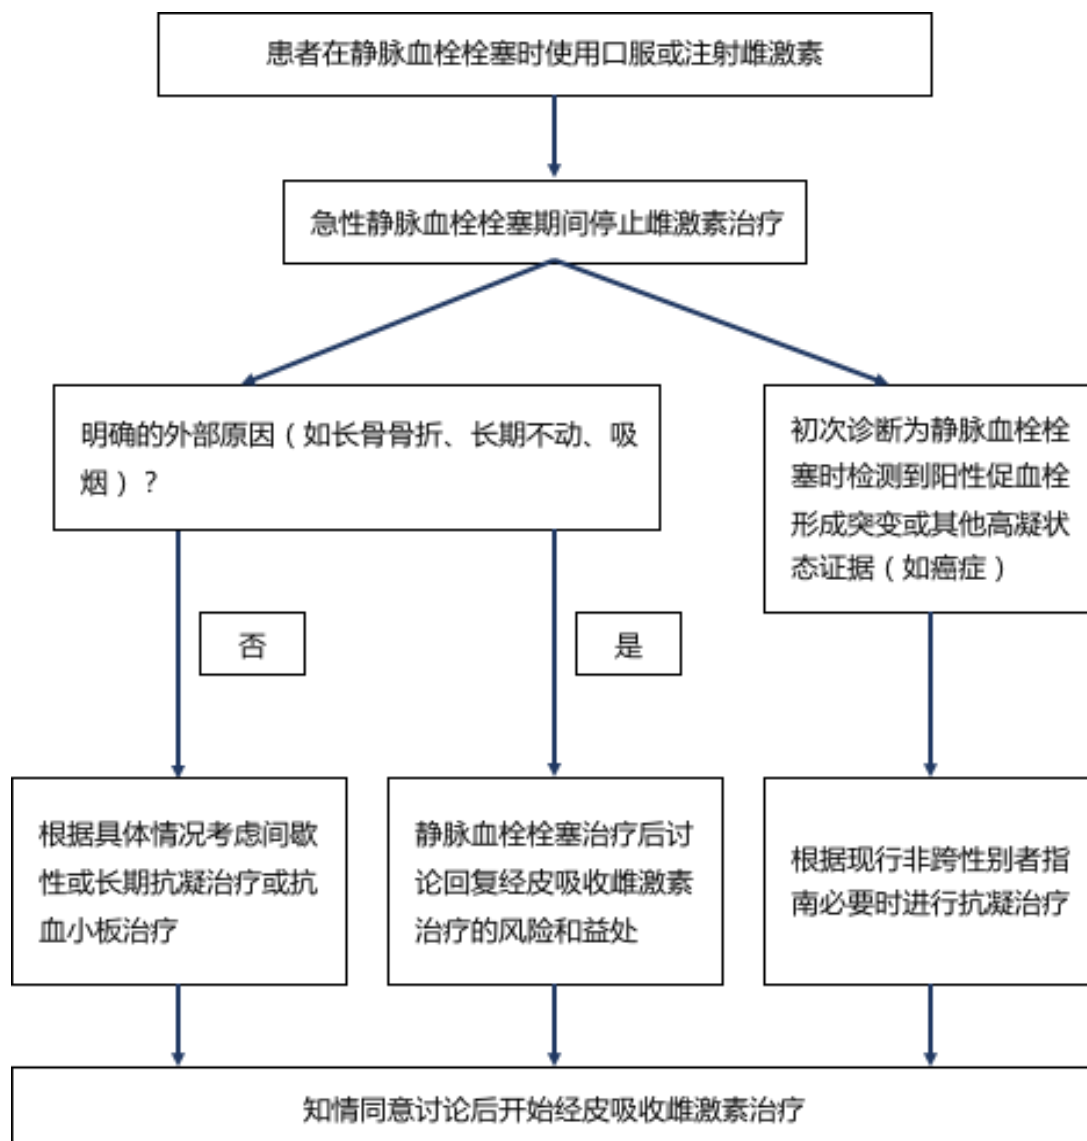 患者在静脉血栓栓塞时使用口服或注射雌激素
急性静脉血栓栓塞期间停止雌激素治疗
明确的外部原因（如长骨骨折、长期不动、吸
烟）？
初次诊断为静脉血栓栓
塞时检测到阳性促血栓
形成突变或其他高凝状
态证据（如癌症）
否
是
根据具体情况考虑间歇
性或长期抗凝治疗或抗
血小板治疗
静脉血栓栓塞治疗后讨
论回复经皮吸收雌激素
治疗的风险和益处
根据现行非跨性别者指
南必要时进行抗凝治疗
知情同意讨论后开始经皮吸收雌激素治疗